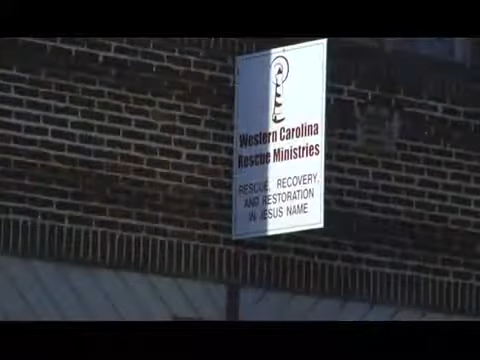 Western Carolina
Rescue Ministries
RESCUE, RECOVERY,
AND RESTORATION
IN JESUS NAME